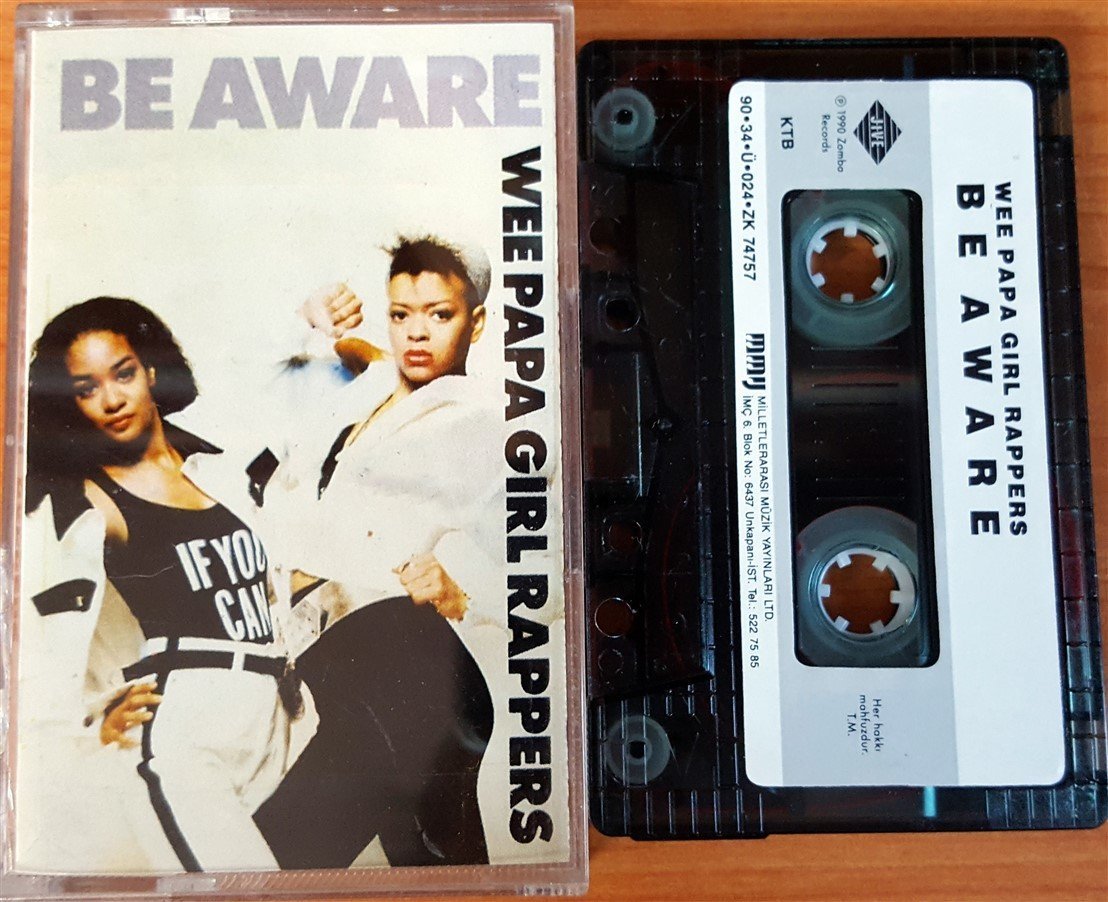 BE AWARE
WEE PAPA GIRL RAPPERS
IF YOU
CAN
WEE PAPA GIRL RAPPERS
BE AWARE
JIVE
℗ 1990 Zomba
Records
KTB
90•34•Ü•024•ZK 74757
MMY
MİLLETLERARASI MÜZİK YAYINLARI LTD.
İMÇ 6. Blok No: 6437 Unkapanı-İST. Tel.: 522 75 85
Her hakkı
mahfuzdur.
T.M.